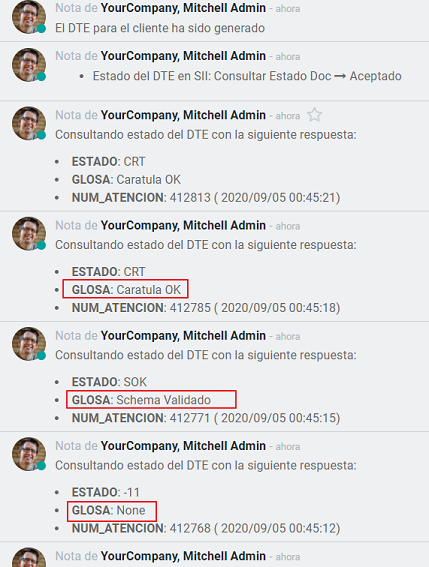 Nota de YourCompany, Mitchell Admin - ahora
El DTE para el cliente ha sido generado
Nota de YourCompany, Mitchell Admin - ahora
• Estado del DTE en SII: Consultar Estado Doc → Aceptado
Nota de YourCompany, Mitchell Admin - ahora
Consultando estado del DTE con la siguiente respuesta:
• ESTADO: CRT
• GLOSA: Caratula OK
• NUM_ATENCION: 412813 ( 2020/09/05 00:45:21)
Nota de YourCompany, Mitchell Admin - ahora
Consultando estado del DTE con la siguiente respuesta:
• ESTADO: CRT
• GLOSA: Caratula OK
• NUM_ATENCION: 412785 ( 2020/09/05 00:45:18)
Nota de YourCompany, Mitchell Admin - ahora
Consultando estado del DTE con la siguiente respuesta:
• ESTADO: SOK
• GLOSA: Schema Validado
• NUM_ATENCION: 412771 ( 2020/09/05 00:45:15)
Nota de YourCompany, Mitchell Admin - ahora
Consultando estado del DTE con la siguiente respuesta:
• ESTADO: -11
• GLOSA: None
• NUM_ATENCION: 412768 ( 2020/09/05 00:45:12)
Nota de YourCompany, Mitchell Admin - ahora